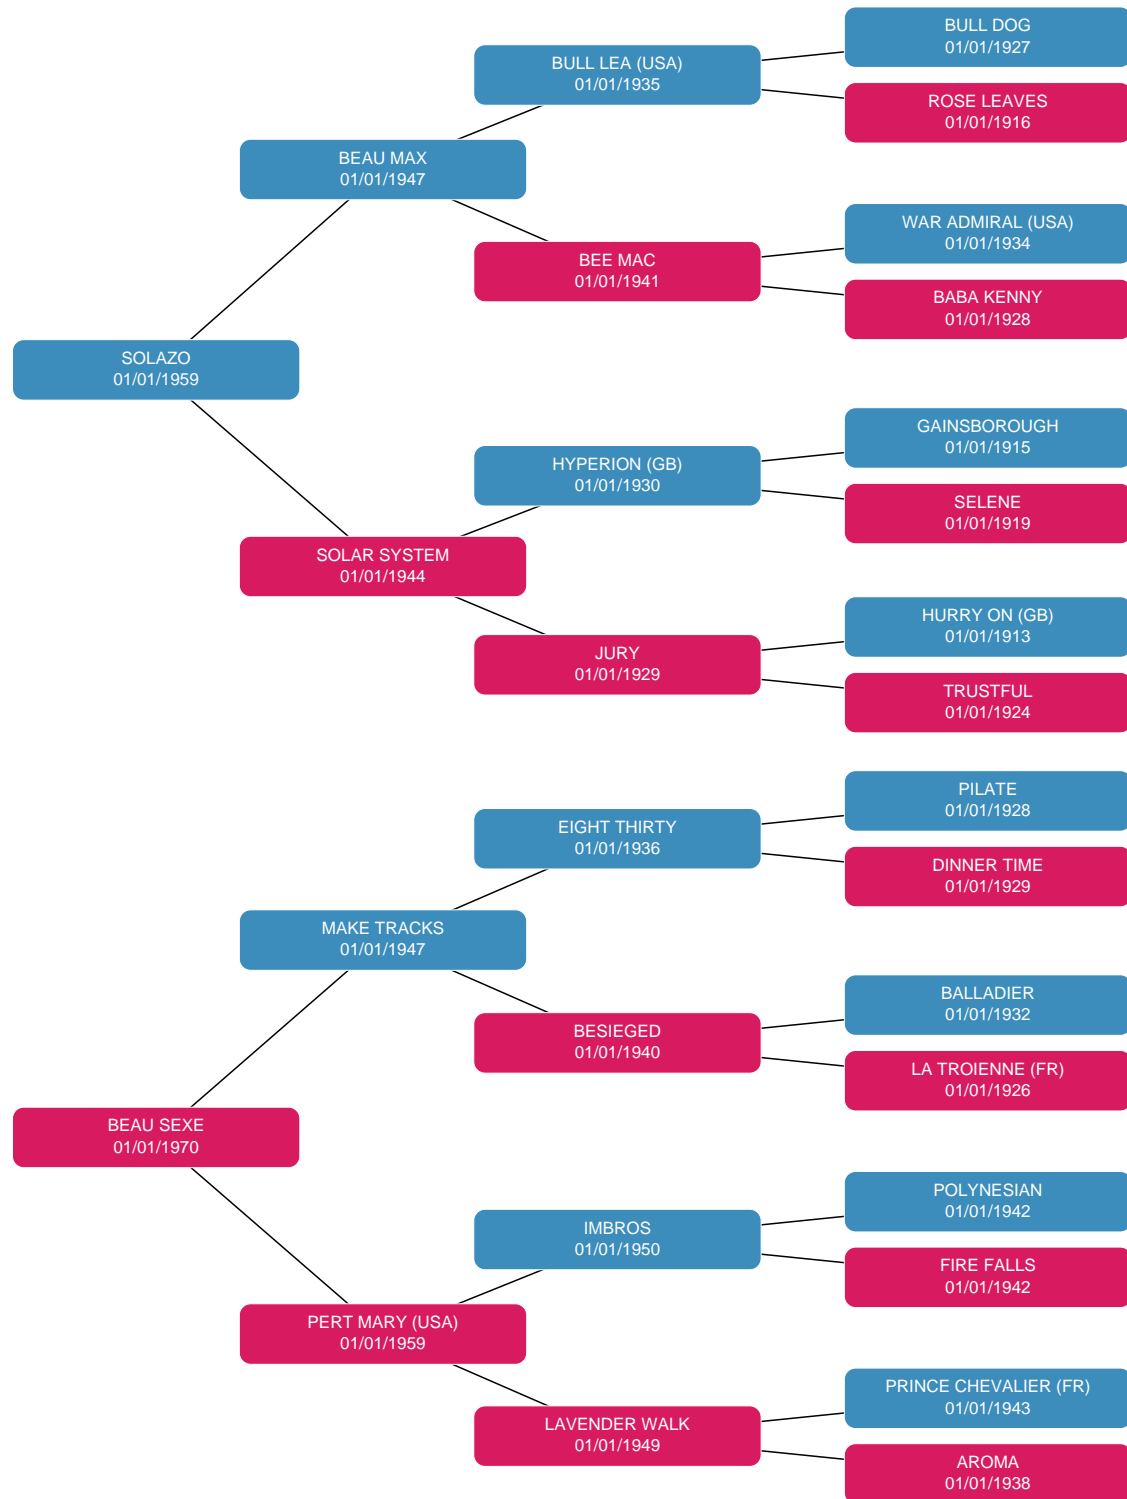 BULL DOG
01/01/1927
BULL LEA (USA)
01/01/1935
ROSE LEAVES
01/01/1916
BEAU MAX
01/01/1947
WAR ADMIRAL (USA)
01/01/1934
BEE MAC
01/01/1941
BABA KENNY
01/01/1928
SOLAZO
01/01/1959
GAINSBOROUGH
01/01/1915
HYPERION (GB)
01/01/1930
SELENE
01/01/1919
SOLAR SYSTEM
01/01/1944
HURRY ON (GB)
01/01/1913
JURY
01/01/1929
TRUSTFUL
01/01/1924
PILATE
01/01/1928
EIGHT THIRTY
01/01/1936
DINNER TIME
01/01/1929
MAKE TRACKS
01/01/1947
BALLADIER
01/01/1932
BESIEGED
01/01/1940
LA TROIENNE (FR)
01/01/1926
BEAU SEXE
01/01/1970
POLYNESIAN
01/01/1942
IMBROS
01/01/1950
FIRE FALLS
01/01/1942
PERT MARY (USA)
01/01/1959
PRINCE CHEVALIER (FR)
01/01/1943
LAVENDER WALK
01/01/1949
AROMA
01/01/1938